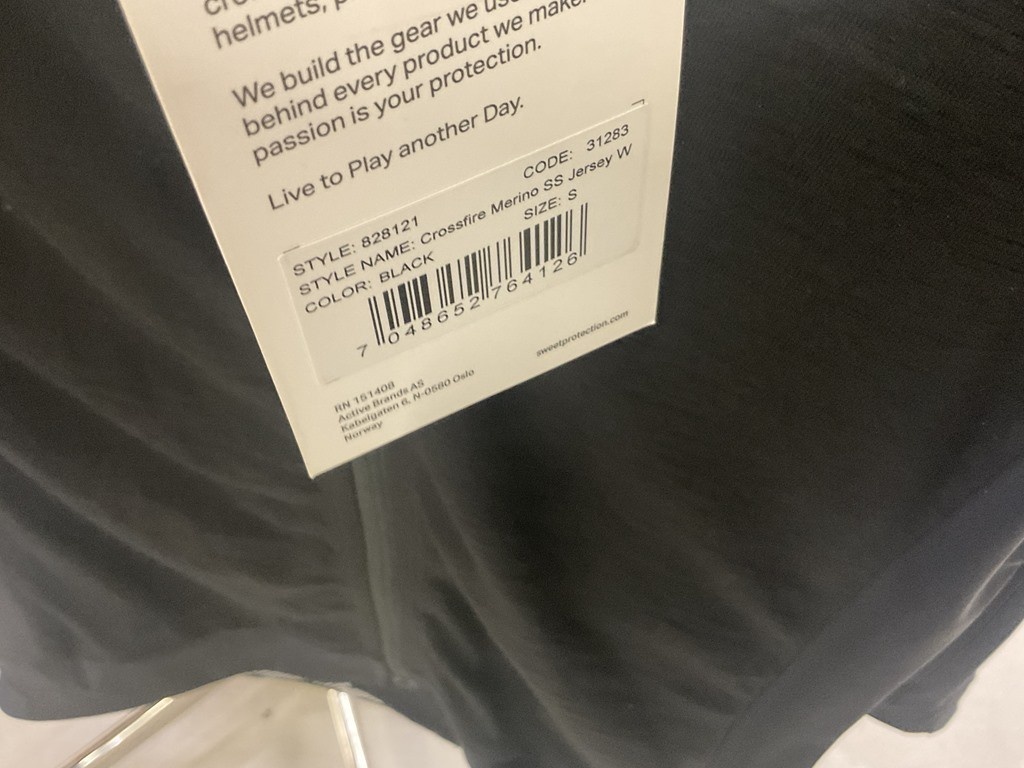 helmets,
We build the gear we
behind every product we make.
passion is your protection.
Live to Play another Day.
CODE: 31283
STYLE: 828121
STYLE NAME: Crossfire Merino SS Jersey W
COLOR: BLACK SIZE: S
7 048652 764126
sweetprotection.com
RN 151408
Active Brands AS
Kabelgaten 6, N-0580 Oslo
Norway